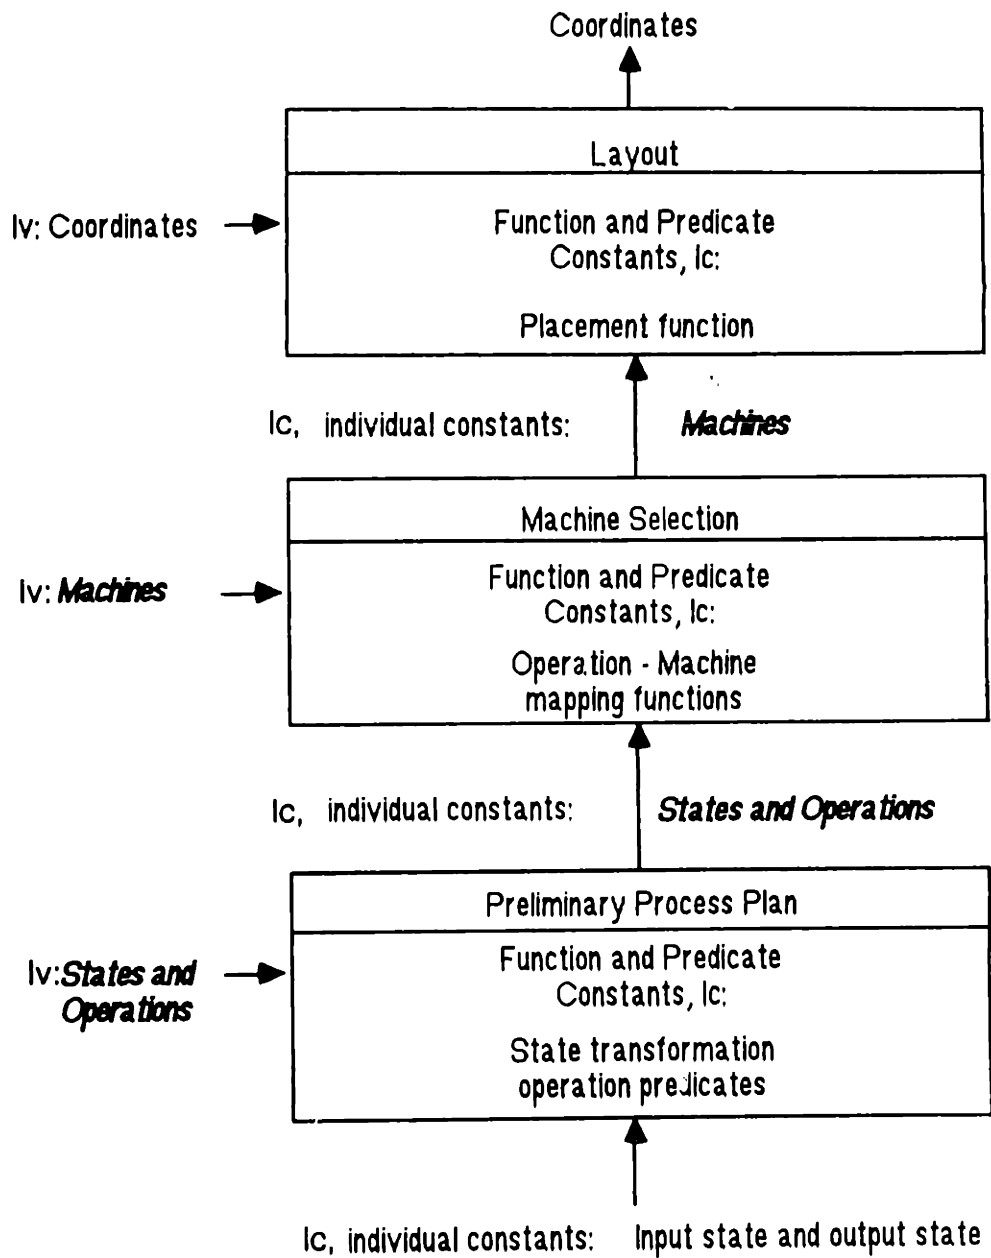 Coordinates
Layout
Iv: Coordinates
Function and Predicate
Constants, Ic:
Placement function
Ic, individual constants: Machines
Machine Selection
Iv: Machines
Function and Predicate
Constants, Ic:
Operation - Machine
mapping functions
Ic, individual constants: States and Operations
Preliminary Process Plan
Iv: States and
Operations
Function and Predicate
Constants, Ic:
State transformation
operation predicates
Ic, individual constants: Input state and output state